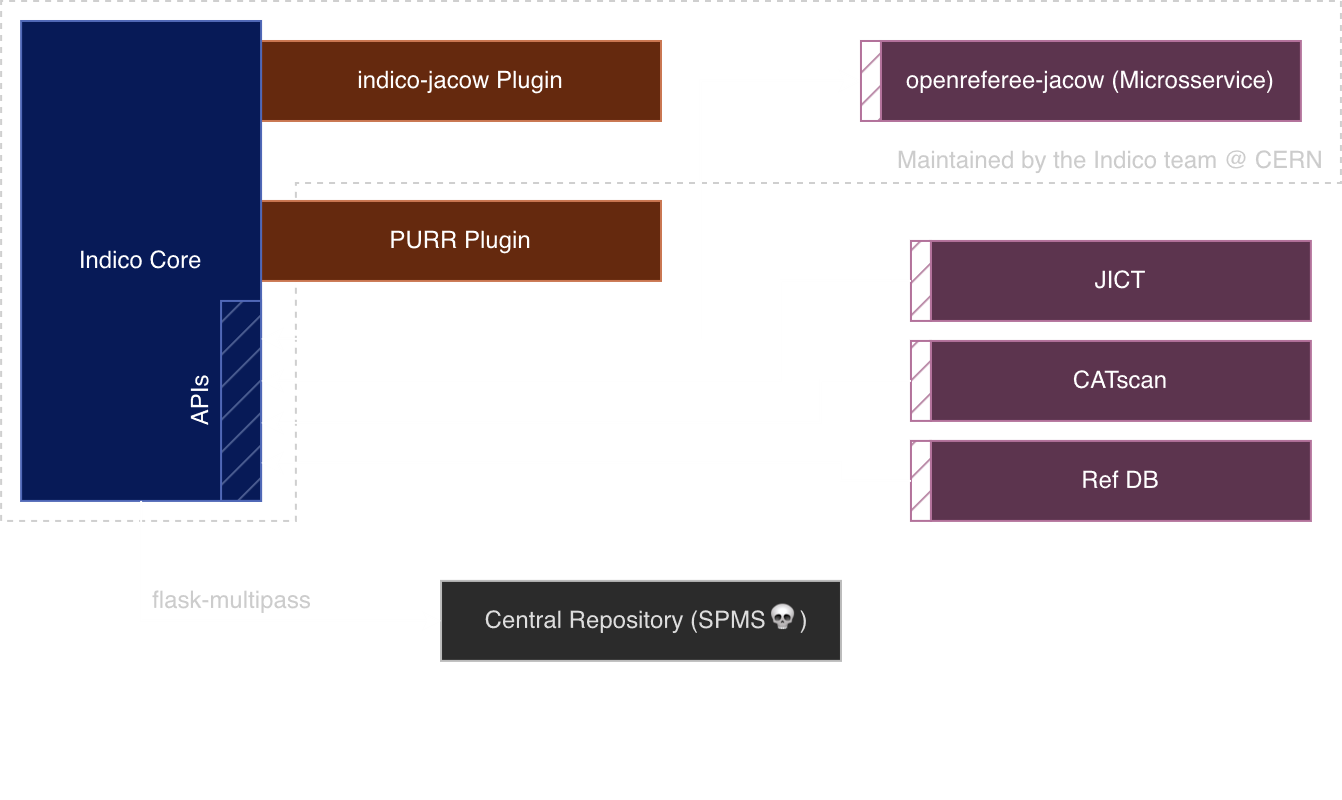 indico-jacow Plugin
openreferee-jacow (Microsservice)
Maintained by the Indico team @ CERN
PURR Plugin
Indico Core
JICT
APIs
CATscan
Ref DB
flask-multipass
Central Repository (SPMS💀)